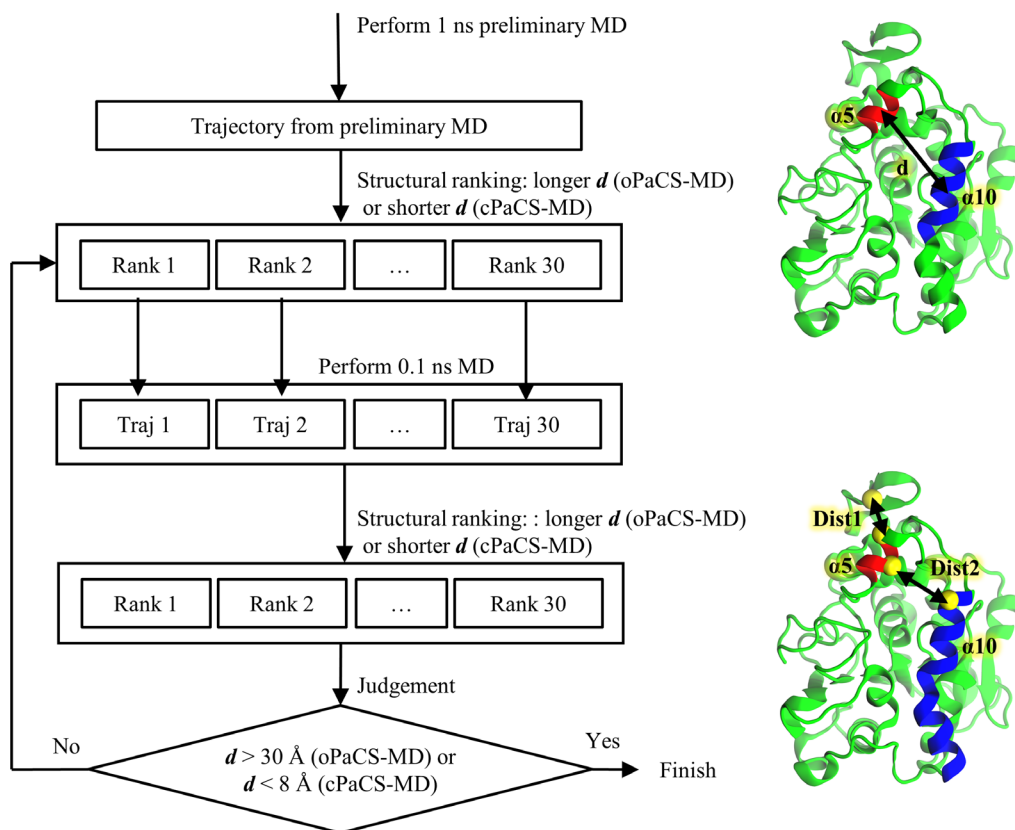 Perform 1 ns preliminary MD
Trajectory from preliminary MD
Structural ranking: longer d (oPaCS-MD)
or shorter d (cPaCS-MD)
Rank 1
Rank 2
…
Rank 30
Perform 0.1 ns MD
Traj 1
Traj 2
…
Traj 30
Structural ranking: : longer d (oPaCS-MD)
or shorter d (cPaCS-MD)
Rank 1
Rank 2
…
Rank 30
Judgement
No
d > 30 Å (oPaCS-MD) or
d < 8 Å (cPaCS-MD)
Yes
Finish
α5
d
α10
Dist1
α5
Dist2
α10